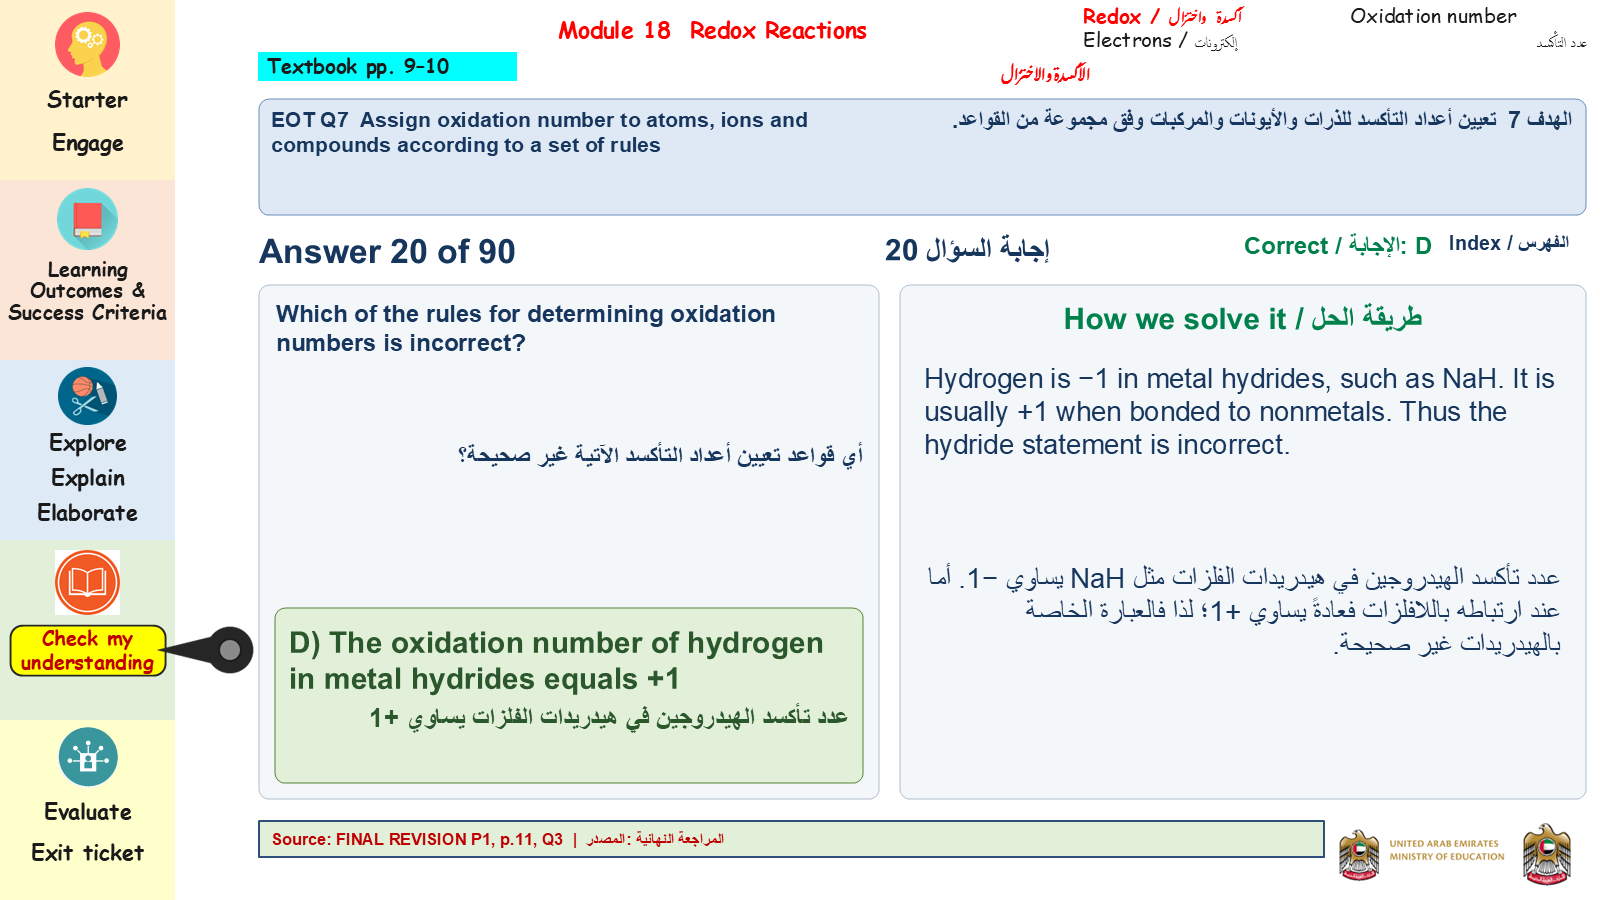 Starter
Engage
Learning
Outcomes &
Success Criteria
Explore
Explain
Elaborate
Check my
understanding
Evaluate
Exit ticket
Module 18 Redox Reactions
Redox / أكسدة واختزال
Electrons / إلكترونات
Oxidation number
عدد التأكسد
Textbook pp. 9–10
الأكسدة والاختزال
EOT Q7 Assign oxidation number to atoms, ions and
compounds according to a set of rules
الهدف 7 تعيين أعداد التأكسد للذرات والأيونات والمركبات وفق مجموعة من القواعد.
Answer 20 of 90
إجابة السؤال 20
Correct / الإجابة: D
Index / الفهرس
Which of the rules for determining oxidation
numbers is incorrect?
أي قواعد تعيين أعداد التأكسد الآتية غير صحيحة؟
D) The oxidation number of hydrogen
in metal hydrides equals +1
عدد تأكسد الهيدروجين في هيدريدات الفلزات يساوي +1
How we solve it / طريقة الحل
Hydrogen is −1 in metal hydrides, such as NaH. It is
usually +1 when bonded to nonmetals. Thus the
hydride statement is incorrect.
عدد تأكسد الهيدروجين في هيدريدات الفلزات مثل NaH يساوي −1. أما
عند ارتباطه باللافلزات فعادةً يساوي +1؛ لذا فالعبارة الخاصة
بالهيدريدات غير صحيحة.
Source: FINAL REVISION P1, p.11, Q3 | المصدر: المراجعة النهائية
UNITED ARAB EMIRATES
MINISTRY OF EDUCATION